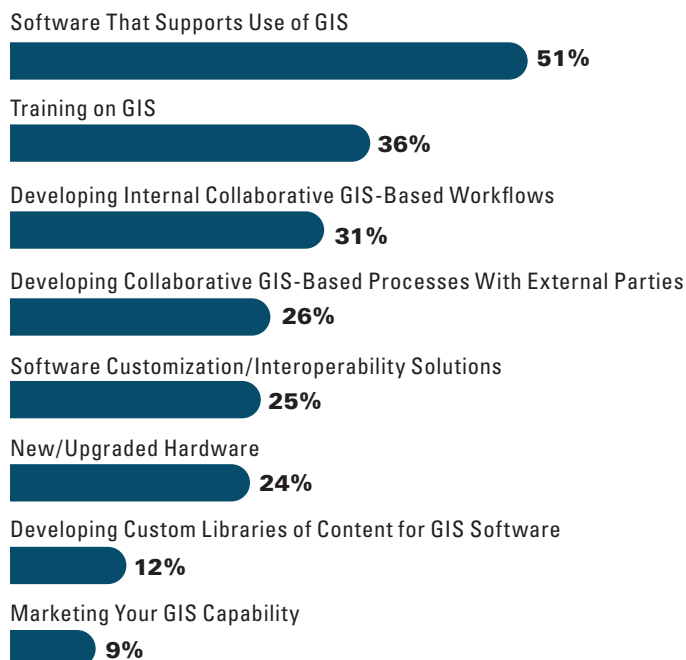 Software That Supports Use of GIS
51%
Training on GIS
36%
Developing Internal Collaborative GIS-Based Workflows
31%
Developing Collaborative GIS-Based Processes With External Parties
26%
Software Customization/Interoperability Solutions
25%
New/Upgraded Hardware
24%
Developing Custom Libraries of Content for GIS Software
12%
Marketing Your GIS Capability
9%